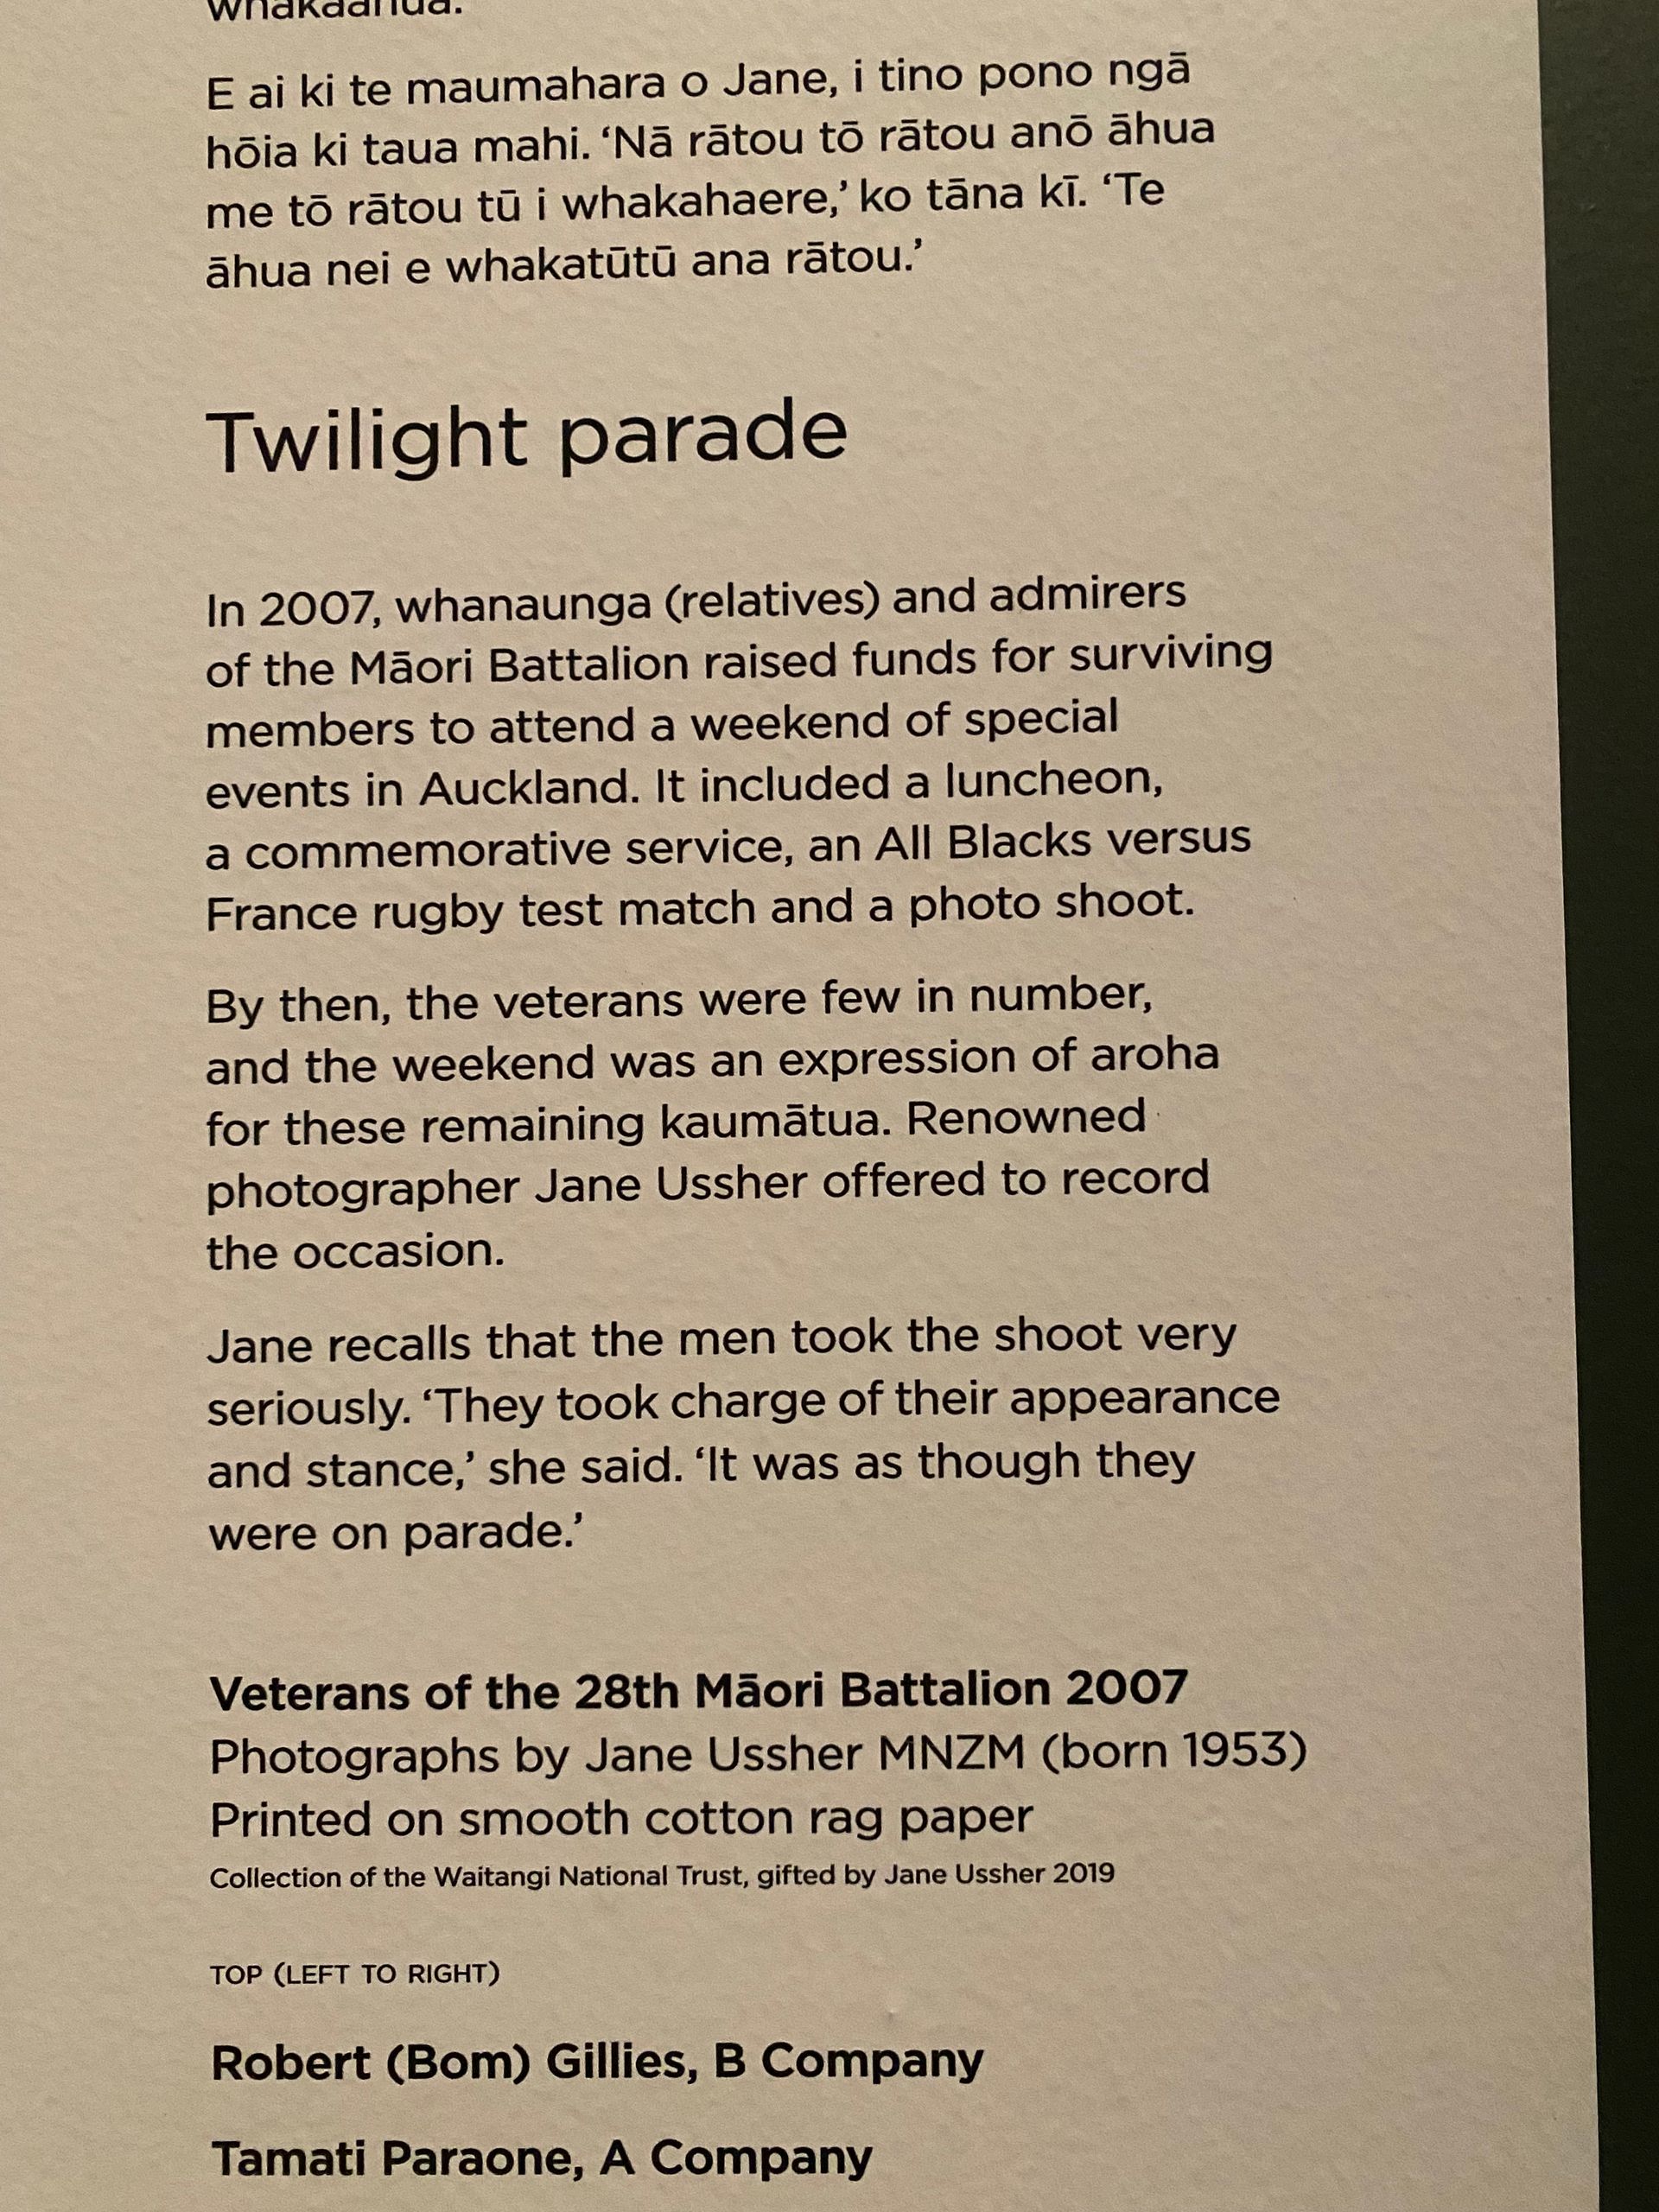 whakaahua.
E ai ki te maumahara o Jane, i tino pono ngā
hōia ki taua mahi. ‘Nā rātou tō rātou anō āhua
me tō rātou tū i whakahaere,’ ko tāna kī. ‘Te
āhua nei e whakatūtū ana rātou.’
Twilight parade
In 2007, whanaunga (relatives) and admirers
of the Māori Battalion raised funds for surviving
members to attend a weekend of special
events in Auckland. It included a luncheon,
a commemorative service, an All Blacks versus
France rugby test match and a photo shoot.
By then, the veterans were few in number,
and the weekend was an expression of aroha
for these remaining kaumātua. Renowned
photographer Jane Ussher offered to record
the occasion.
Jane recalls that the men took the shoot very
seriously. ‘They took charge of their appearance
and stance,’ she said. ‘It was as though they
were on parade.’
Veterans of the 28th Māori Battalion 2007
Photographs by Jane Ussher MNZM (born 1953)
Printed on smooth cotton rag paper
Collection of the Waitangi National Trust, gifted by Jane Ussher 2019
TOP (LEFT TO RIGHT)
Robert (Bom) Gillies, B Company
Tamati Paraone, A Company